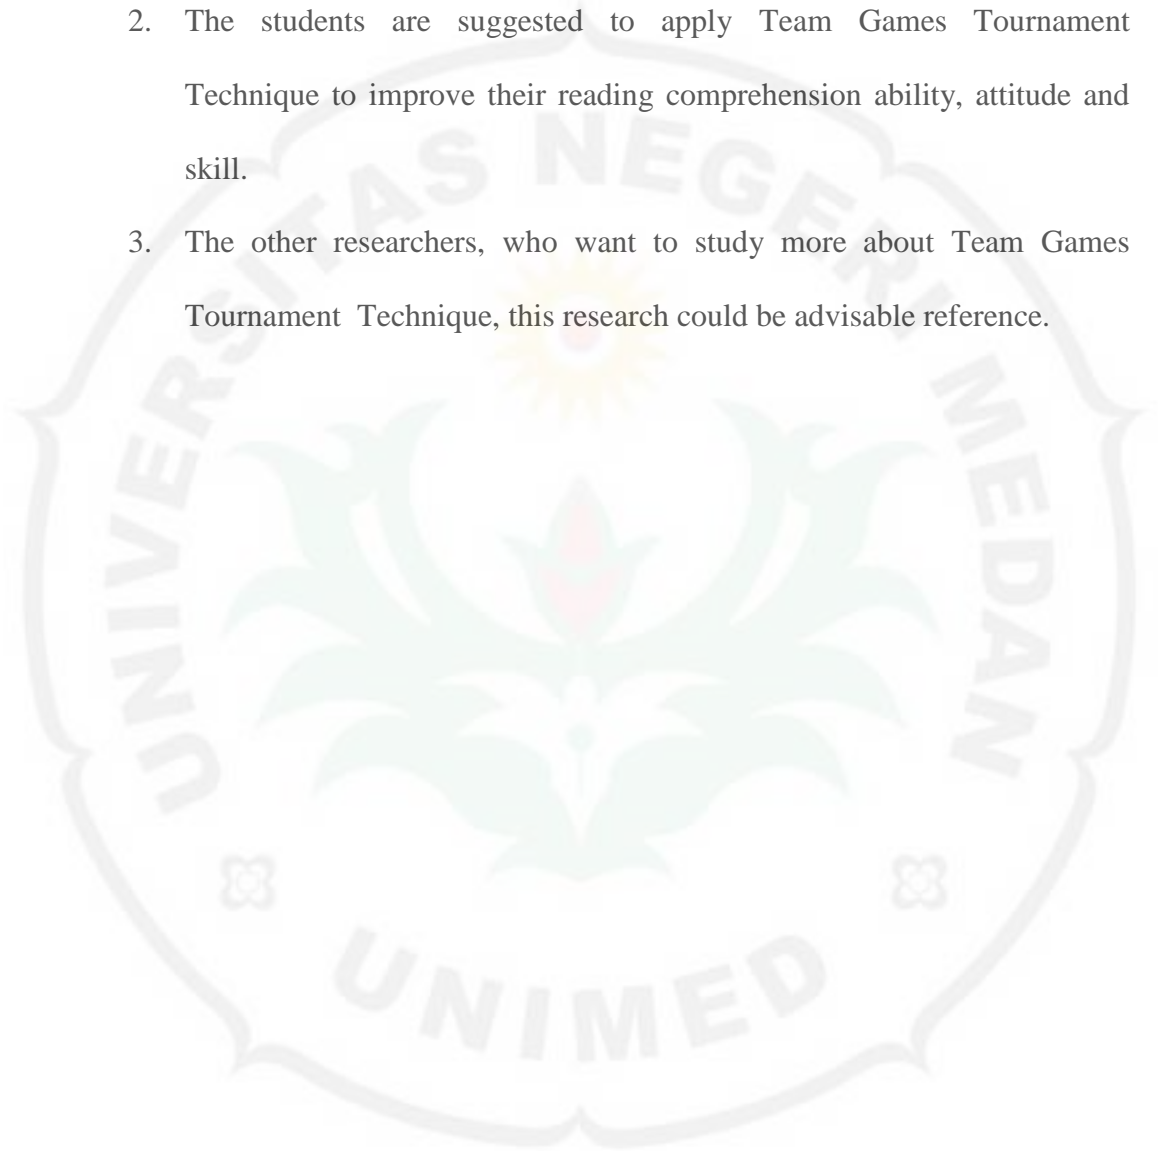 2. The students are suggested to apply Team Games Tournament
Technique to improve their reading comprehension ability, attitude and
skill.
3. The other researchers, who want to study more about Team Games
Tournament Technique, this research could be advisable reference.
UNIVERSITAS NEGERI MEDAN
UNIMED